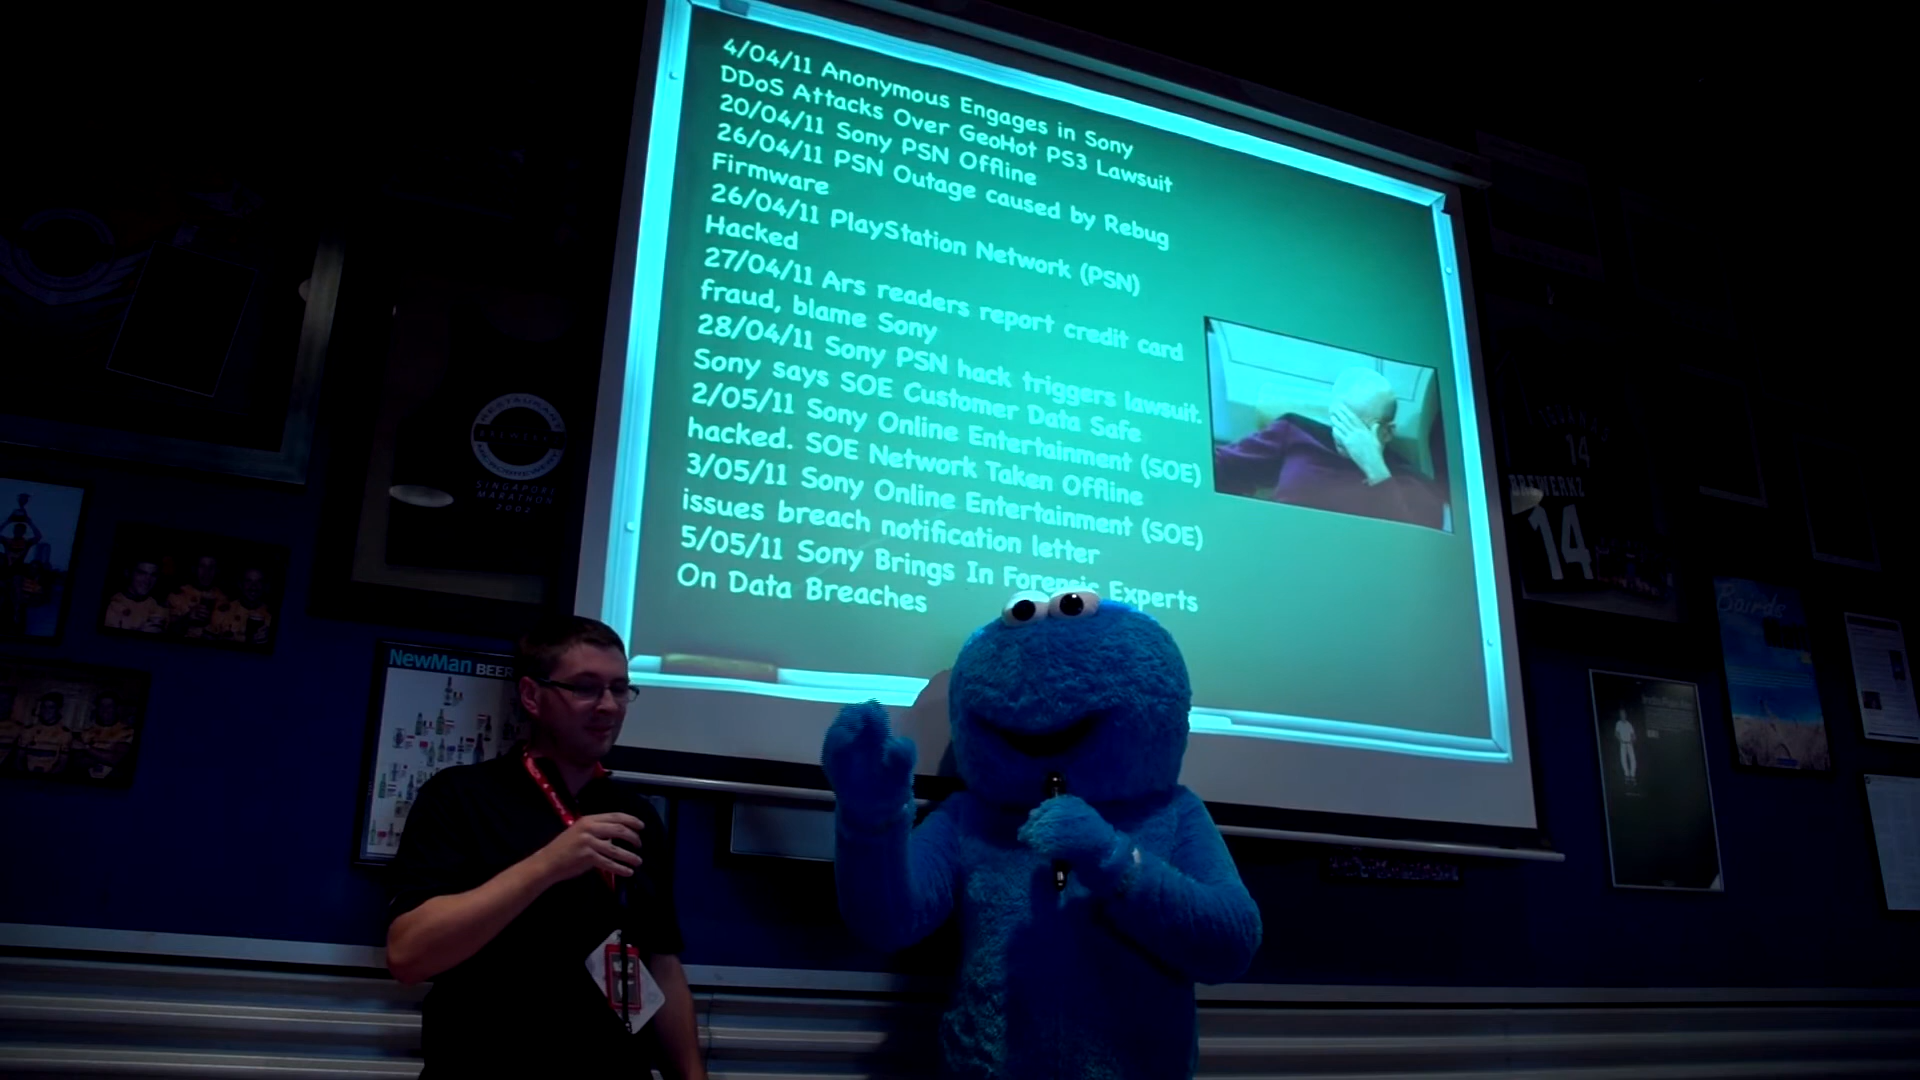 4/04/11 Anonymous Engages in Sony
DDoS Attacks Over GeoHot PS3 Lawsuit
20/04/11 Sony PSN Offline
26/04/11 PSN Outage caused by Rebug
Firmware
26/04/11 PlayStation Network (PSN)
Hacked
27/04/11 Ars readers report credit card
fraud, blame Sony
28/04/11 Sony PSN hack triggers lawsuit.
Sony says SOE Customer Data Safe
2/05/11 Sony Online Entertainment (SOE)
hacked. SOE Network Taken Offline
3/05/11 Sony Online Entertainment (SOE)
issues breach notification letter
5/05/11 Sony Brings In Forensic Experts
On Data Breaches
RESTAURANT
MICROBREWERY
SINGAPORE
MARATHON
2002
NewMan BEER
14
BREWERKZ
14
Bairds